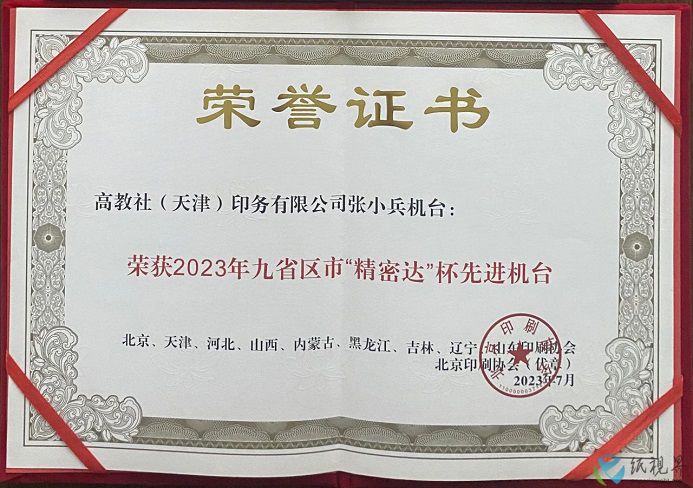 荣誉证书
高教社（天津）印务有限公司张小兵机台：
荣获2023年九省区市“精密达”杯先进机台
北京、天津、河北、山西、内蒙古、黑龙江、吉林、辽宁、山东印刷协会
北京印刷协会（代章）
2023年7月
纸视界